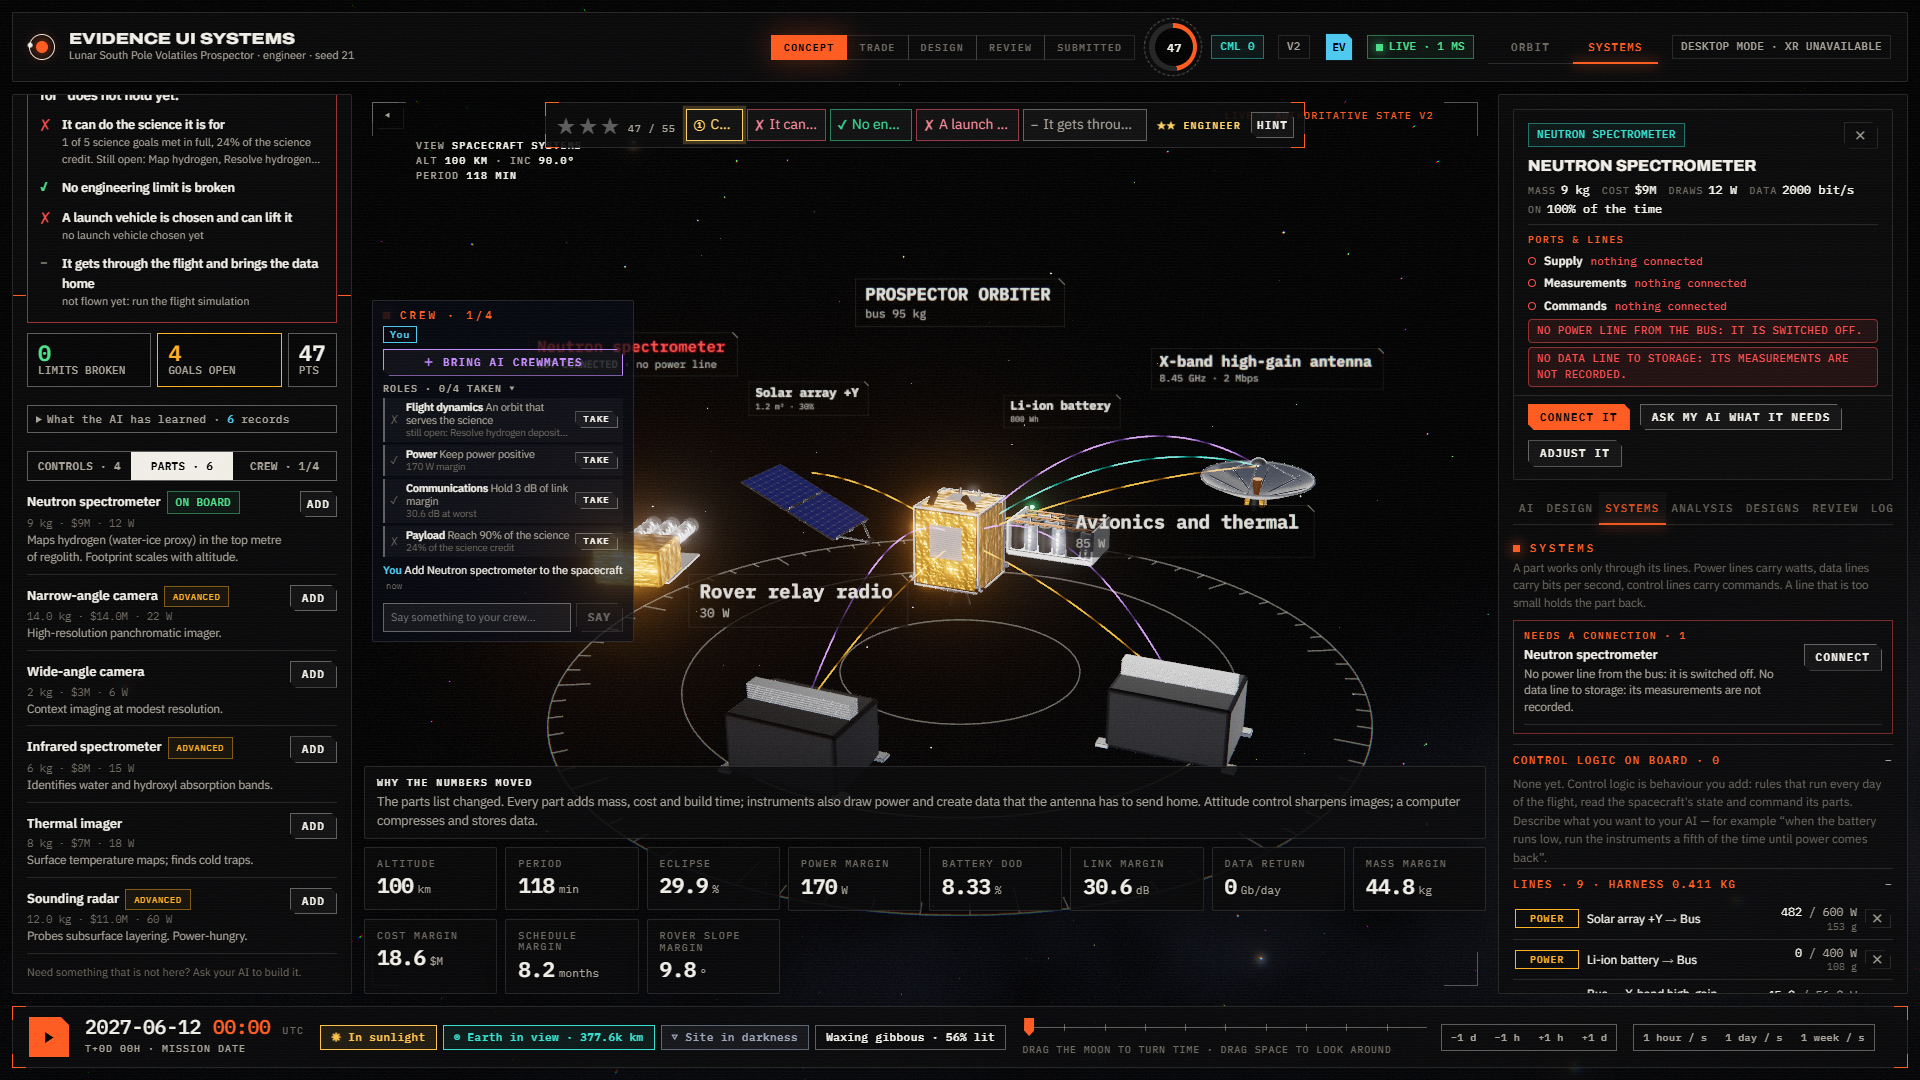 EVIDENCE UI SYSTEMS
Lunar South Pole Volatiles Prospector · engineer · seed 21
CONCEPT TRADE DESIGN REVIEW SUBMITTED
47
CML 0
V2
EV
LIVE · 1 MS
ORBIT
SYSTEMS
DESKTOP MODE · XR UNAVAILABLE
for does not hold yet.
✗ It can do the science it is for
1 of 5 science goals met in full, 24% of the science
credit. Still open: Map hydrogen, Resolve hydrogen...
✓ No engineering limit is broken
✗ A launch vehicle is chosen and can lift it
no launch vehicle chosen yet
– It gets through the flight and brings the data
home
not flown yet: run the flight simulation
0
LIMITS BROKEN
4
GOALS OPEN
47
PTS
▶ What the AI has learned · 6 records
CONTROLS · 4
PARTS · 6
CREW · 1/4
Neutron spectrometer ON BOARD ADD
9 kg · $9M · 12 W
Maps hydrogen (water-ice proxy) in the top metre
of regolith. Footprint scales with altitude.
Narrow-angle camera ADVANCED ADD
14.0 kg · $14.0M · 22 W
High-resolution panchromatic imager.
Wide-angle camera ADD
2 kg · $3M · 6 W
Context imaging at modest resolution.
Infrared spectrometer ADVANCED ADD
6 kg · $8M · 15 W
Identifies water and hydroxyl absorption bands.
Thermal imager ADD
8 kg · $7M · 18 W
Surface temperature maps; finds cold traps.
Sounding radar ADVANCED ADD
12.0 kg · $11.0M · 60 W
Probes subsurface layering. Power-hungry.
Need something that is not here? Ask your AI to build it.
★★★ 47 / 55
① C...
✗ It can...
✓ No en...
✗ A launch ...
– It gets throu...
★★ ENGINEER
HINT
ORITATIVE STATE V2
VIEW SPACECRAFT SYSTEMS
ALT 100 KM · INC 90.0°
PERIOD 118 MIN
CREW · 1/4
You
+ BRING AI CREWMATES
ROLES · 0/4 TAKEN ▾
✗ Flight dynamics An orbit that
serves the science
still open: Resolve hydrogen deposit...
TAKE
✓ Power Keep power positive
170 W margin
TAKE
✓ Communications Hold 3 dB of link
margin
30.6 dB at worst
TAKE
✗ Payload Reach 90% of the science
24% of the science credit
TAKE
You Add Neutron spectrometer to the spacecraft
now
Say something to your crew...
SAY
Neutron spectrometer
no power line
PROSPECTOR ORBITER
bus 95 kg
Solar array +Y
1.2 m² · 30%
Li-ion battery
800 Wh
X-band high-gain antenna
8.45 GHz · 2 Mbps
Avionics and thermal
85 W
Rover relay radio
30 W
WHY THE NUMBERS MOVED
The parts list changed. Every part adds mass, cost and build time; instruments also draw power and create data that the antenna has to send home. Attitude control sharpens images; a computer
compresses and stores data.
ALTITUDE
100 km
PERIOD
118 min
ECLIPSE
29.9 %
POWER MARGIN
170 W
BATTERY DOD
8.33 %
LINK MARGIN
30.6 dB
DATA RETURN
0 Gb/day
MASS MARGIN
44.8 kg
COST MARGIN
18.6 $M
SCHEDULE
MARGIN
8.2 months
ROVER SLOPE
MARGIN
9.8 °
NEUTRON SPECTROMETER
✕
NEUTRON SPECTROMETER
MASS 9 kg COST $9M DRAWS 12 W DATA 2000 bit/s
ON 100% of the time
PORTS & LINES
Supply nothing connected
Measurements nothing connected
Commands nothing connected
NO POWER LINE FROM THE BUS: IT IS SWITCHED OFF.
NO DATA LINE TO STORAGE: ITS MEASUREMENTS ARE
NOT RECORDED.
CONNECT IT
ASK MY AI WHAT IT NEEDS
ADJUST IT
AI DESIGN SYSTEMS ANALYSIS DESIGNS REVIEW LOG
SYSTEMS
A part works only through its lines. Power lines carry watts, data lines
carry bits per second, control lines carry commands. A line that is too
small holds the part back.
NEEDS A CONNECTION · 1
Neutron spectrometer
No power line from the bus: it is switched off. No
data line to storage: its measurements are not
recorded.
CONNECT
CONTROL LOGIC ON BOARD · 0 –
None yet. Control logic is behaviour you add: rules that run every day
of the flight, read the spacecraft's state and command its parts.
Describe what you want to your AI — for example “when the battery
runs low, run the instruments a fifth of the time until power comes
back”.
LINES · 9 · HARNESS 0.411 KG –
POWER Solar array +Y → Bus 482 / 600 W ✕
153 g
POWER Li-ion battery → Bus 0 / 400 W ✕
108 g
2027-06-12 00:00 UTC
T+0D 00H · MISSION DATE
In sunlight
Earth in view · 377.6k km
▽ Site in darkness
Waxing gibbous · 56% lit
DRAG THE MOON TO TURN TIME · DRAG SPACE TO LOOK AROUND
−1 d −1 h +1 h +1 d
1 hour / s 1 day / s 1 week / s